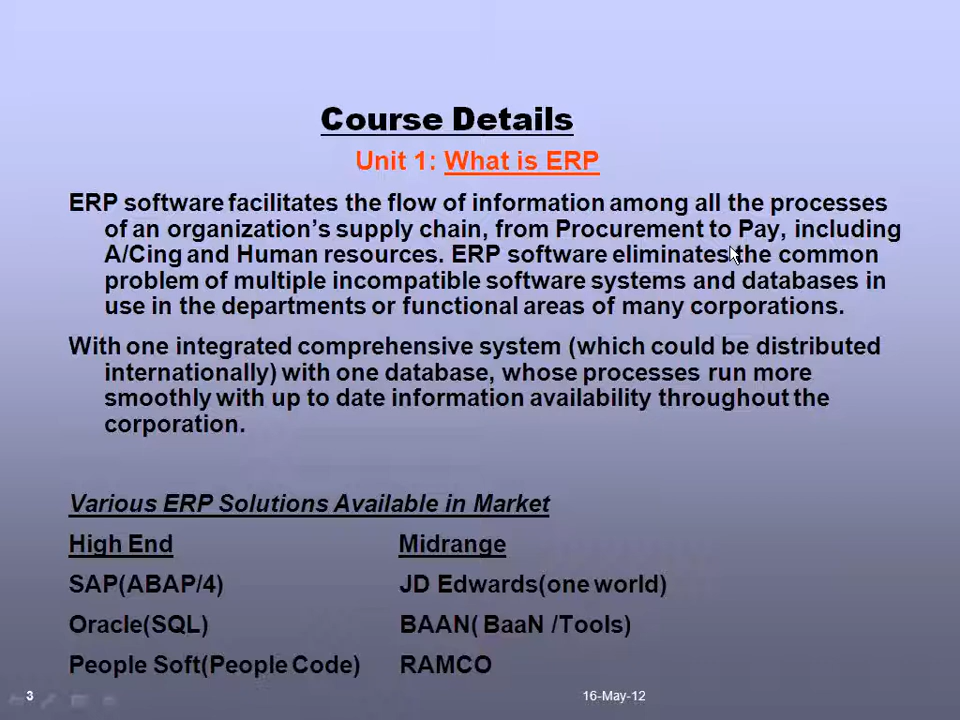 Course Details
Unit 1: What is ERP
ERP software facilitates the flow of information among all the processes
of an organization's supply chain, from Procurement to Pay, including
A/Cing and Human resources. ERP software eliminates the common
problem of multiple incompatible software systems and databases in
use in the departments or functional areas of many corporations.
With one integrated comprehensive system (which could be distributed
internationally) with one database, whose processes run more
smoothly with up to date information availability throughout the
corporation.
Various ERP Solutions Available in Market
High End Midrange
SAP(ABAP/4) JD Edwards(one world)
Oracle(SQL) BAAN( BaaN /Tools)
People Soft(People Code) RAMCO
3 16-May-12